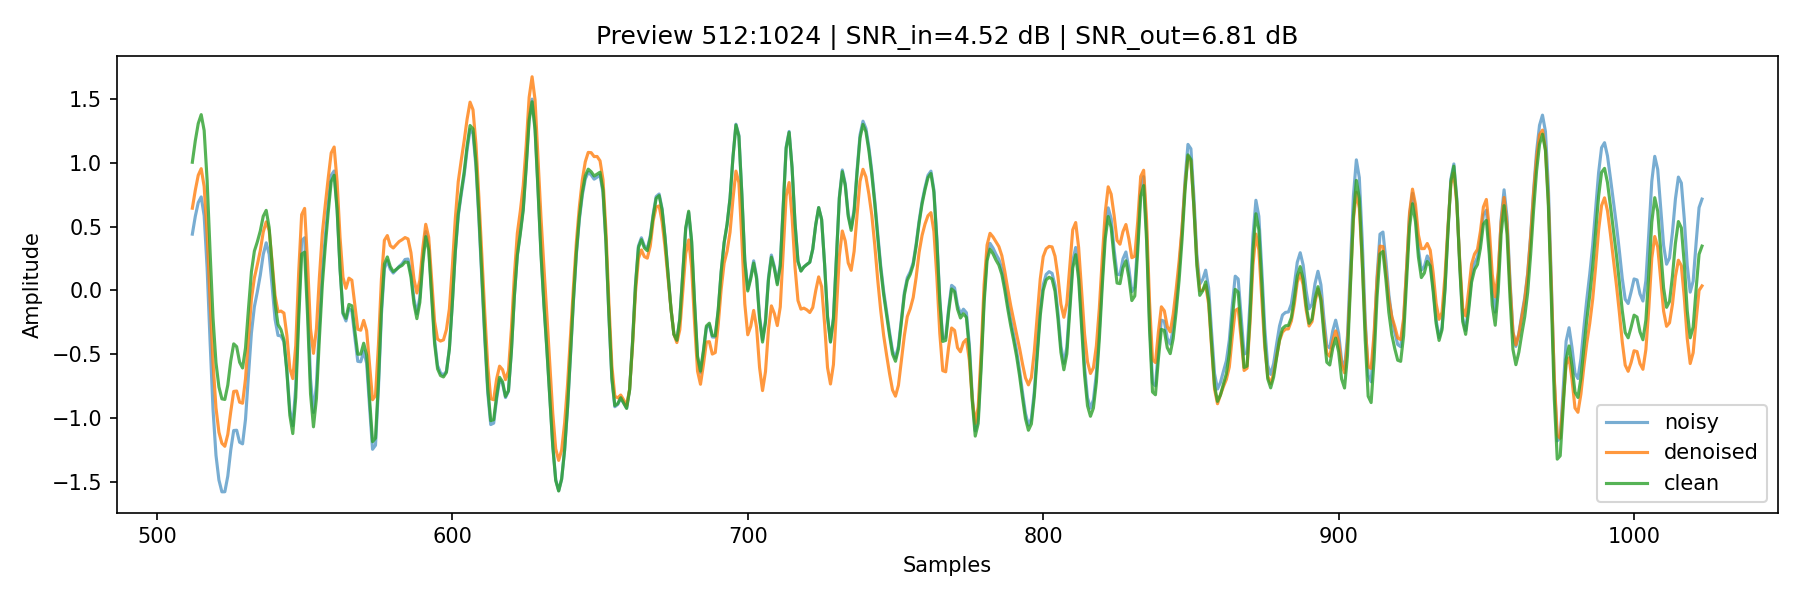 Preview 512:1024 | SNR_in=4.52 dB | SNR_out=6.81 dB
Amplitude
1.5
1.0
0.5
0.0
−0.5
−1.0
−1.5
noisy
denoised
clean
500
600
700
800
900
1000
Samples